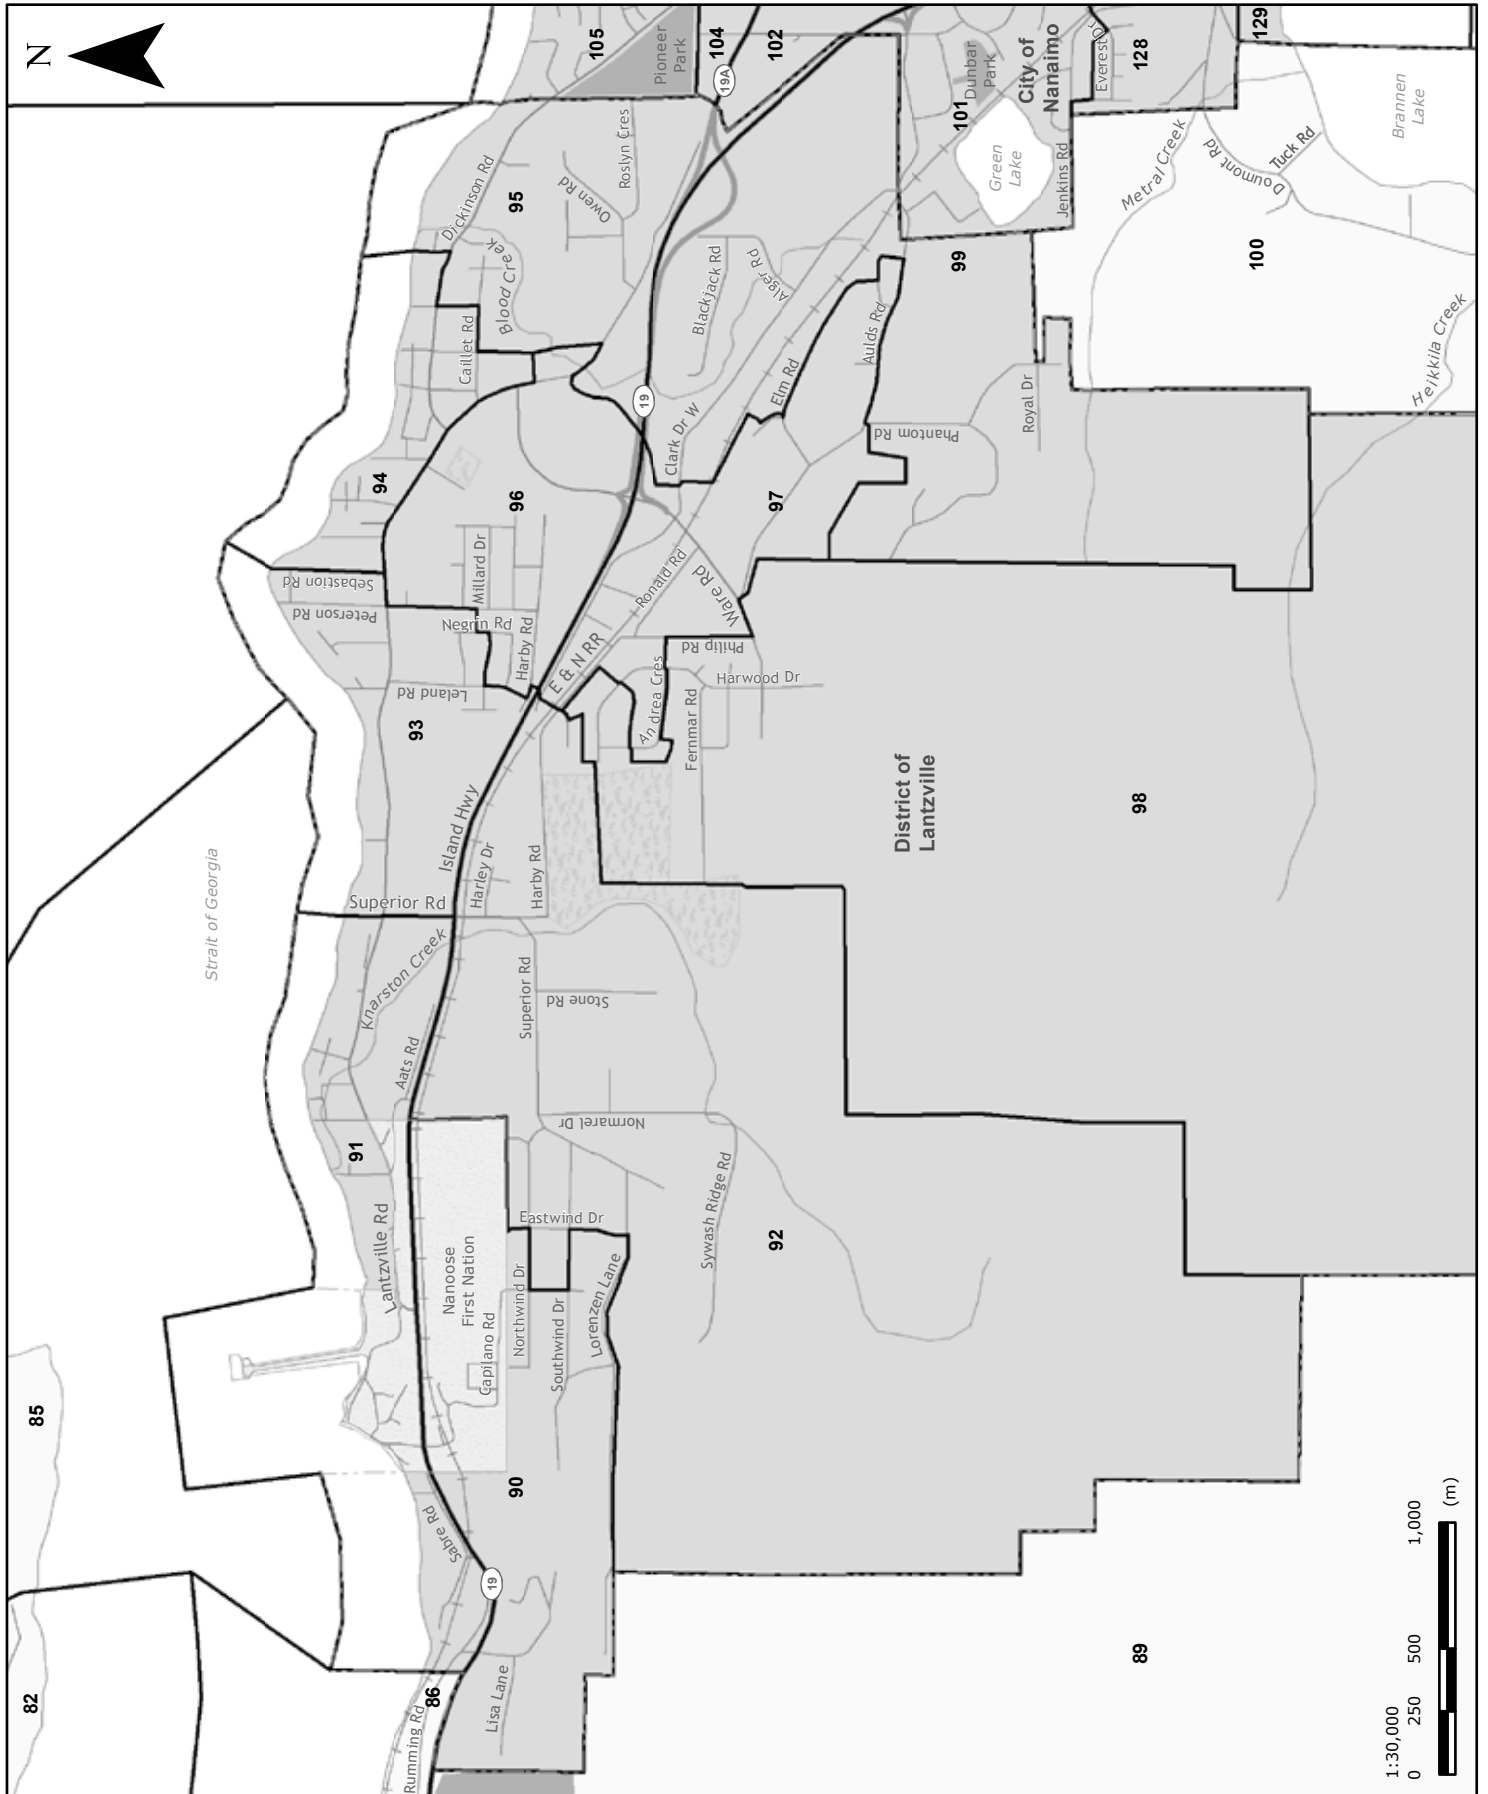 N
105
Pioneer
Park
104
19A
102
Dunbar
Park
101
City of
Nanaimo
Everest Dr
128
129
Brannen
Lake
Green
Lake
Jenkins Rd
Metral Creek
Doumont Rd
Tuck Rd
100
Heikkila Creek
Dickinson Rd
95
Owen Rd
Roslyn Cres
Blood Creek
Caillet Rd
Blackjack Rd
Alger Rd
99
Aulds Rd
Elm Rd
19
Clark Dr W
Phantom Rd
Royal Dr
94
96
97
Millard Dr
Sebastion Rd
Peterson Rd
Negrin Rd
Harby Rd
Ronald Rd
Ware Rd
E & N RR
Philip Rd
Leland Rd
93
Andrea Cres
Harwood Dr
Fernmar Rd
District of
Lantzville
98
Island Hwy
Harley Dr
Harby Rd
Superior Rd
Strait of Georgia
Knarston Creek
Superior Rd
Stone Rd
Aats Rd
91
Normarel Dr
Sywash Ridge Rd
92
Lantzville Rd
Eastwind Dr
Nanoose
First Nation
Capilano Rd
Northwind Dr
Southwind Dr
Lorenzen Lane
85
90
Sabre Rd
19
82
86
Rumming Rd
Lisa Lane
89
1:30,000
0 250 500 1,000
(m)